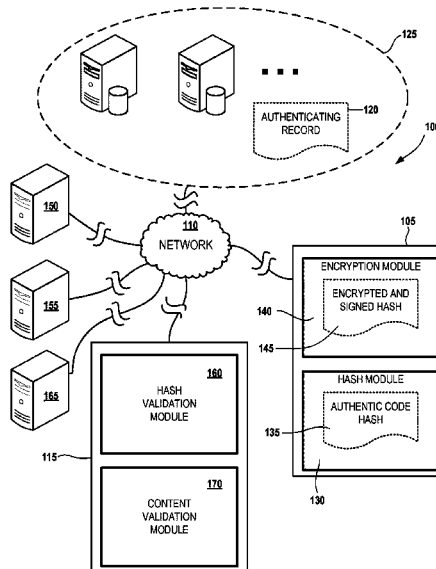 125
120
AUTHENTICATING
RECORD
150
110
NETWORK
105
ENCRYPTION MODULE
140
ENCRYPTED AND
SIGNED HASH
145
155
165
160
HASH
VALIDATION
MODULE
HASH MODULE
AUTHENTIC CODE
HASH
135
115
170
CONTENT
VALIDATION
MODULE
130